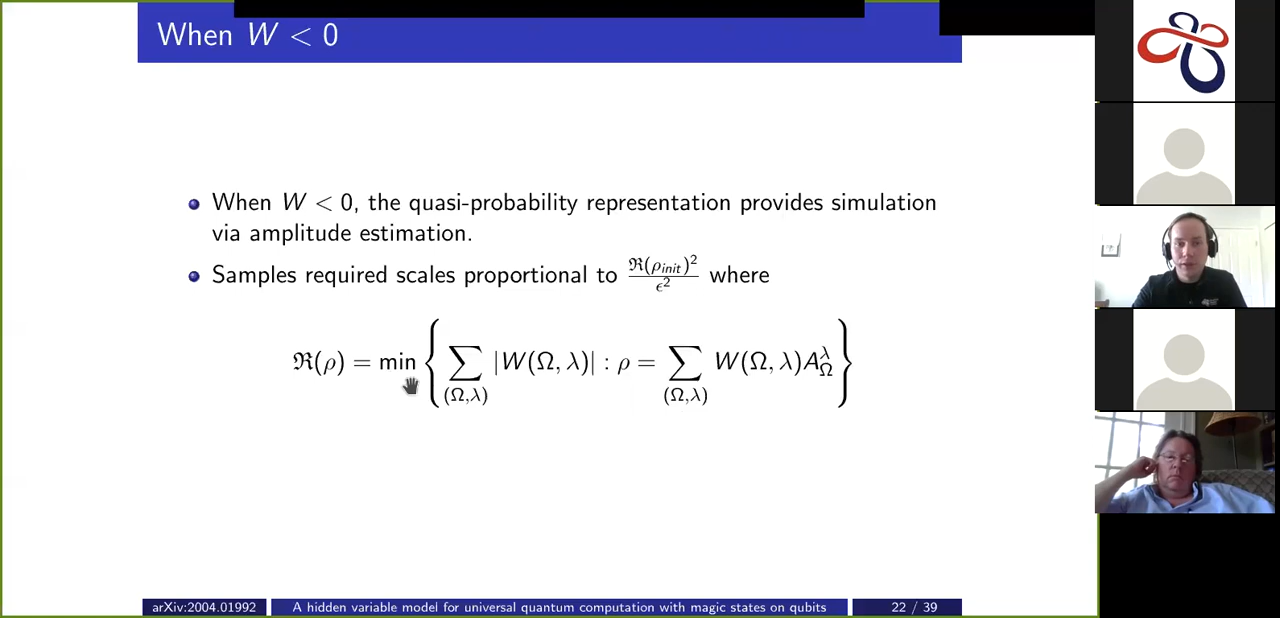 When W < 0
When W < 0, the quasi-probability representation provides simulation
via amplitude estimation.
Samples required scales proportional to ℜ(ρ_init)²/ϵ² where
ℜ(ρ) = min { ∑_(Ω,λ) |W(Ω, λ)| : ρ = ∑_(Ω,λ) W(Ω, λ)A_Ω^λ }
arXiv:2004.01992 A hidden variable model for universal quantum computation with magic states on qubits 22 / 39